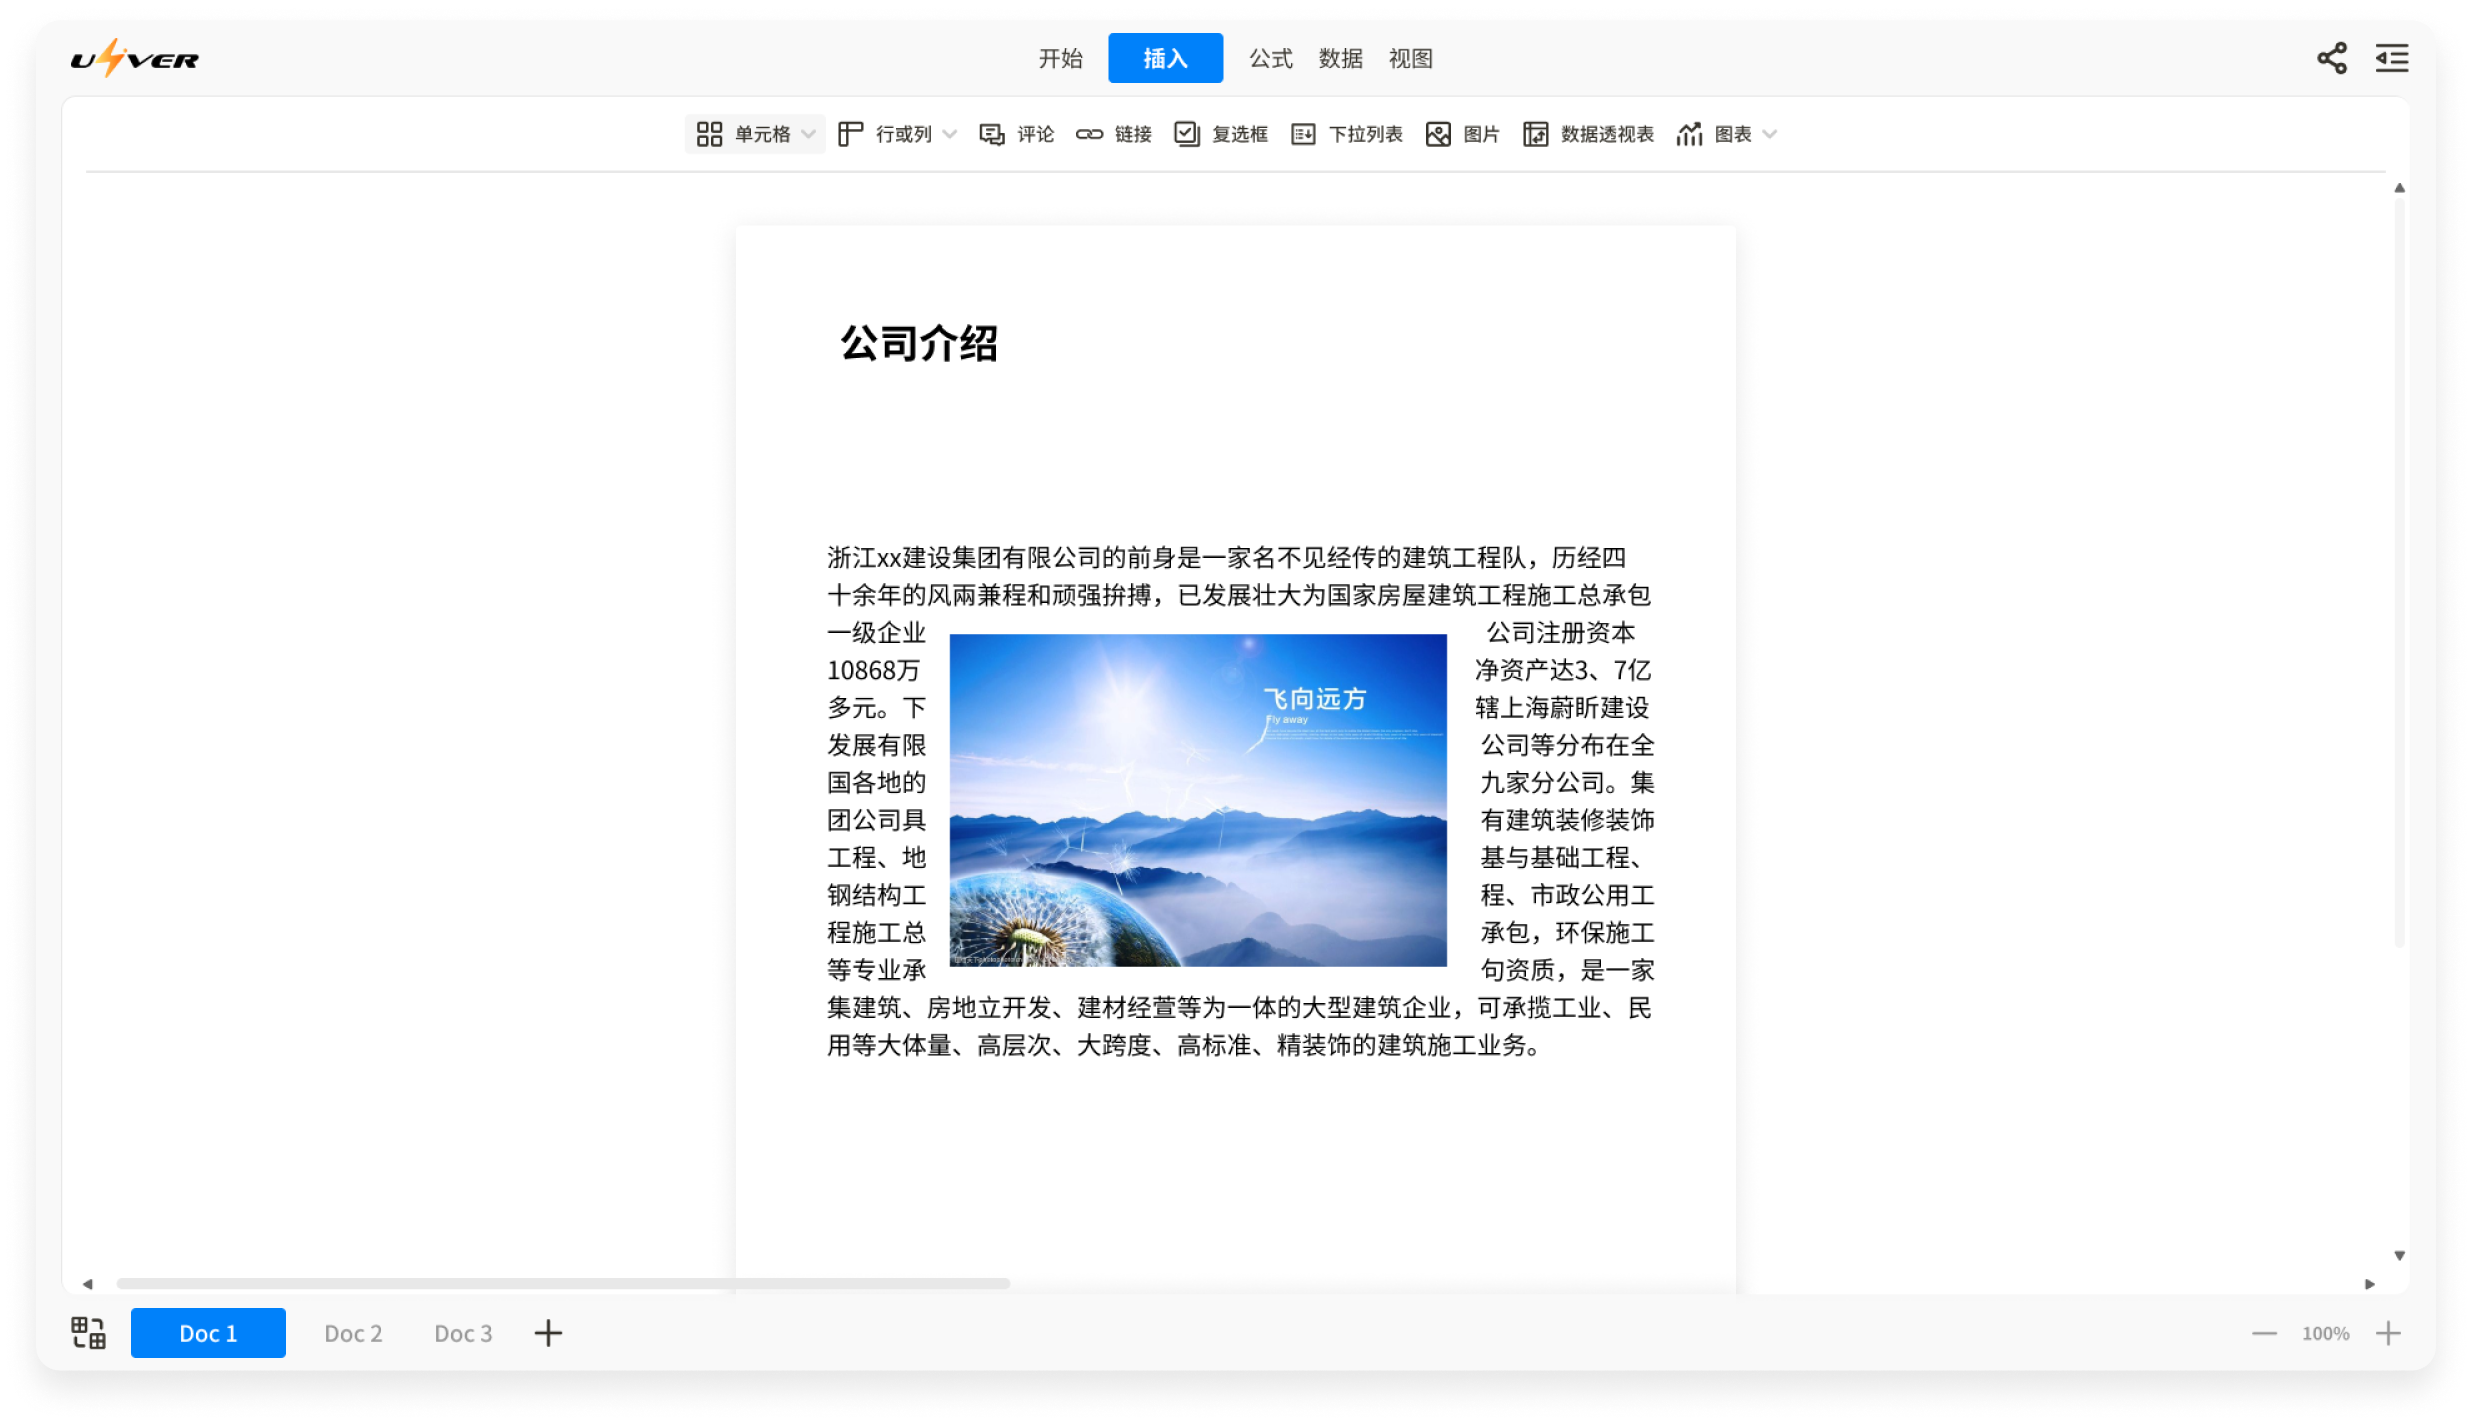 UNIVER
开始 插入 公式 数据 视图
单元格 行或列 评论 链接 复选框 下拉列表 图片 数据透视表 图表
公司介绍
浙江xx建设集团有限公司的前身是一家名不见经传的建筑工程队，历经四
十余年的风兩兼程和顽强拚搏，已发展壮大为国家房屋建筑工程施工总承包
一级企业 公司注册资本
10868万 净资产达3、7亿
多元。下 辖上海蔚昕建设
发展有限 公司等分布在全
国各地的 九家分公司。集
团公司具 有建筑装修装饰
工程、地 基与基础工程、
钢结构工 程、市政公用工
程施工总 承包，环保施工
等专业承 句资质，是一家
集建筑、房地立开发、建材经萱等为一体的大型建筑企业，可承揽工业、民
用等大体量、高层次、大跨度、高标准、精装饰的建筑施工业务。
飞向远方
Fly away
Doc 1 Doc 2 Doc 3
100%